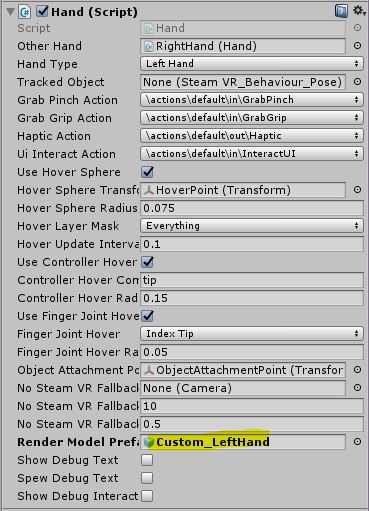 Hand (Script)
Script Hand
Other Hand RightHand (Hand)
Hand Type Left Hand
Tracked Object None (Steam VR_Behaviour_Pose)
Grab Pinch Action \actions\default\in\GrabPinch
Grab Grip Action \actions\default\in\GrabGrip
Haptic Action \actions\default\out\Haptic
Ui Interact Action \actions\default\in\InteractUI
Use Hover Sphere
Hover Sphere Transfo HoverPoint (Transform)
Hover Sphere Radius 0.075
Hover Layer Mask Everything
Hover Update Interva 0.1
Use Controller Hover
Controller Hover Com tip
Controller Hover Rad 0.15
Use Finger Joint Hove
Finger Joint Hover Index Tip
Finger Joint Hover Ra 0.05
Object Attachment Po ObjectAttachmentPoint (Transfor
No Steam VR Fallback None (Camera)
No Steam VR Fallback 10
No Steam VR Fallback 0.5
Render Model Prefa Custom_LeftHand
Show Debug Text
Spew Debug Text
Show Debug Interact